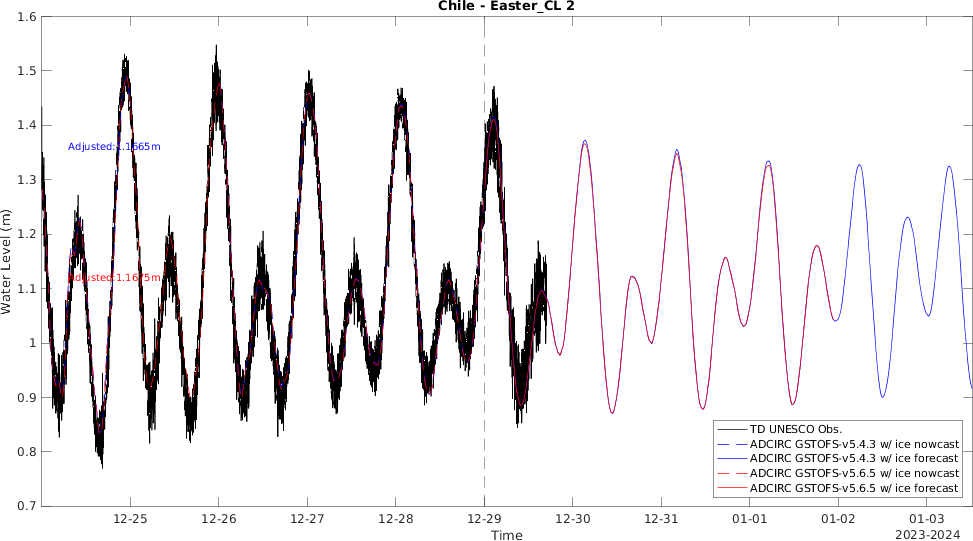 Chile - Easter_CL 2
1.6
1.5
1.4
1.3
1.2
1.1
1
0.9
0.8
0.7
Water Level (m)
Adjusted:1.1665m
Adjusted:1.1675m
TD UNESCO Obs.
ADCIRC GSTOFS-v5.4.3 w/ ice nowcast
ADCIRC GSTOFS-v5.4.3 w/ ice forecast
ADCIRC GSTOFS-v5.6.5 w/ ice nowcast
ADCIRC GSTOFS-v5.6.5 w/ ice forecast
12-25 12-26 12-27 12-28 12-29 12-30 12-31 01-01 01-02 01-03
Time
2023-2024